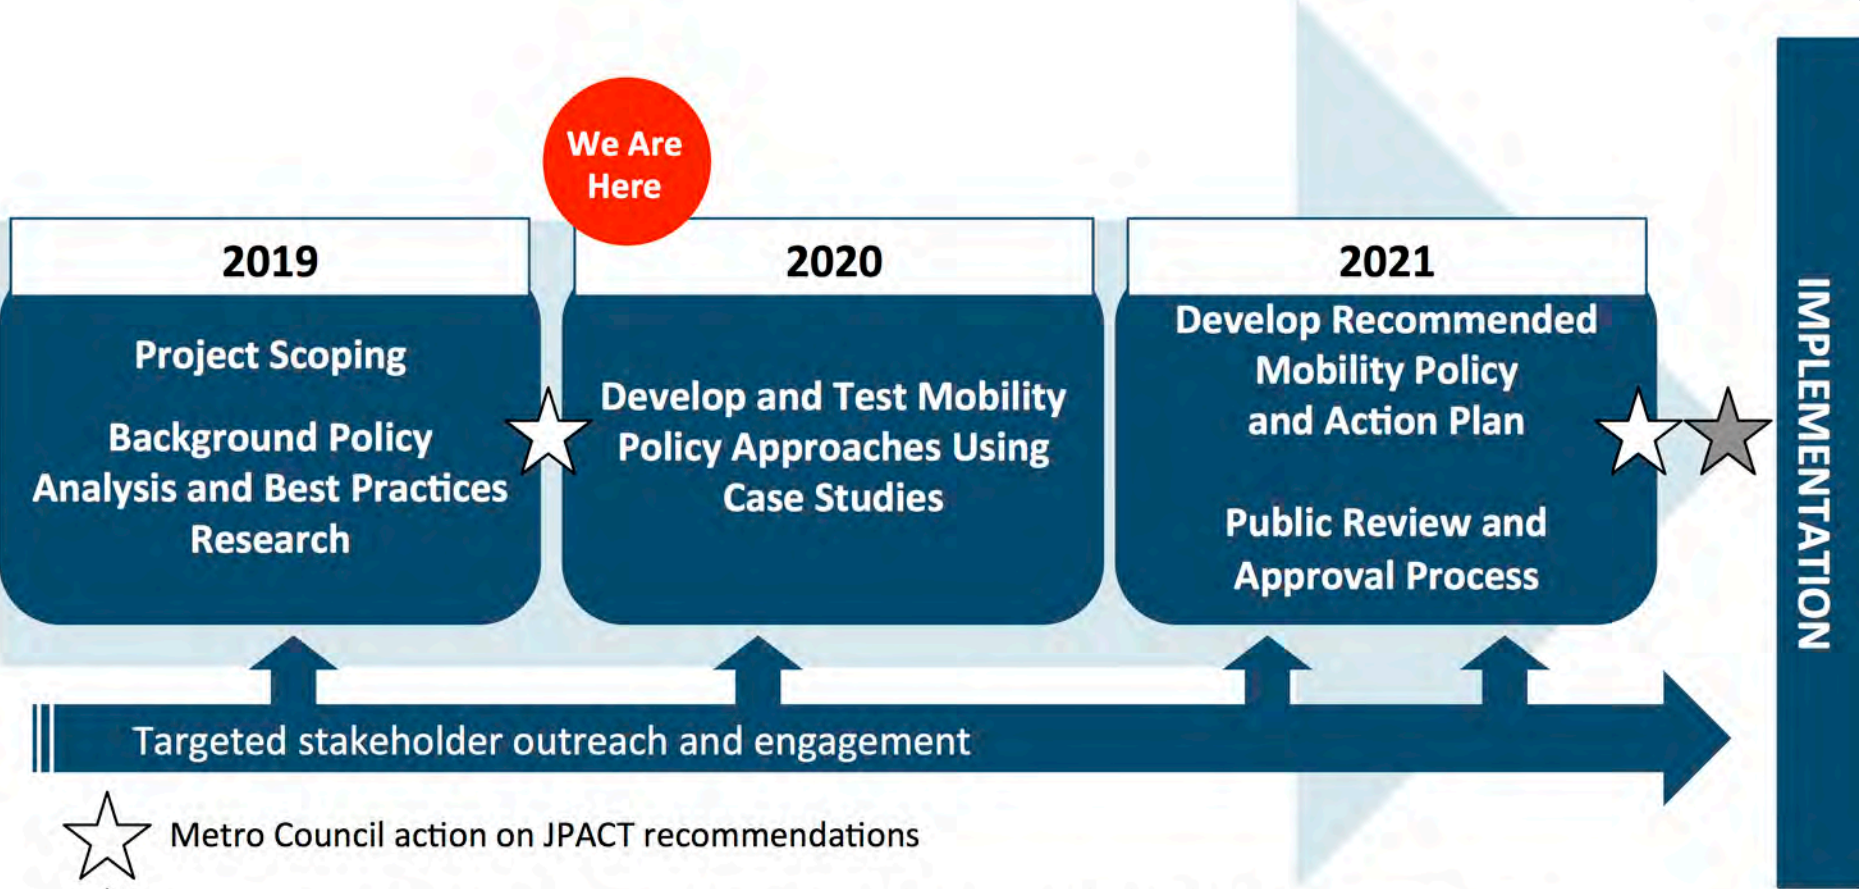 We Are
Here
2019
2020
2021
Project Scoping
Background Policy
Analysis and Best Practices
Research
Develop and Test Mobility
Policy Approaches Using
Case Studies
Develop Recommended
Mobility Policy
and Action Plan
Public Review and
Approval Process
IMPLEMENTATION
Targeted stakeholder outreach and engagement
Metro Council action on JPACT recommendations